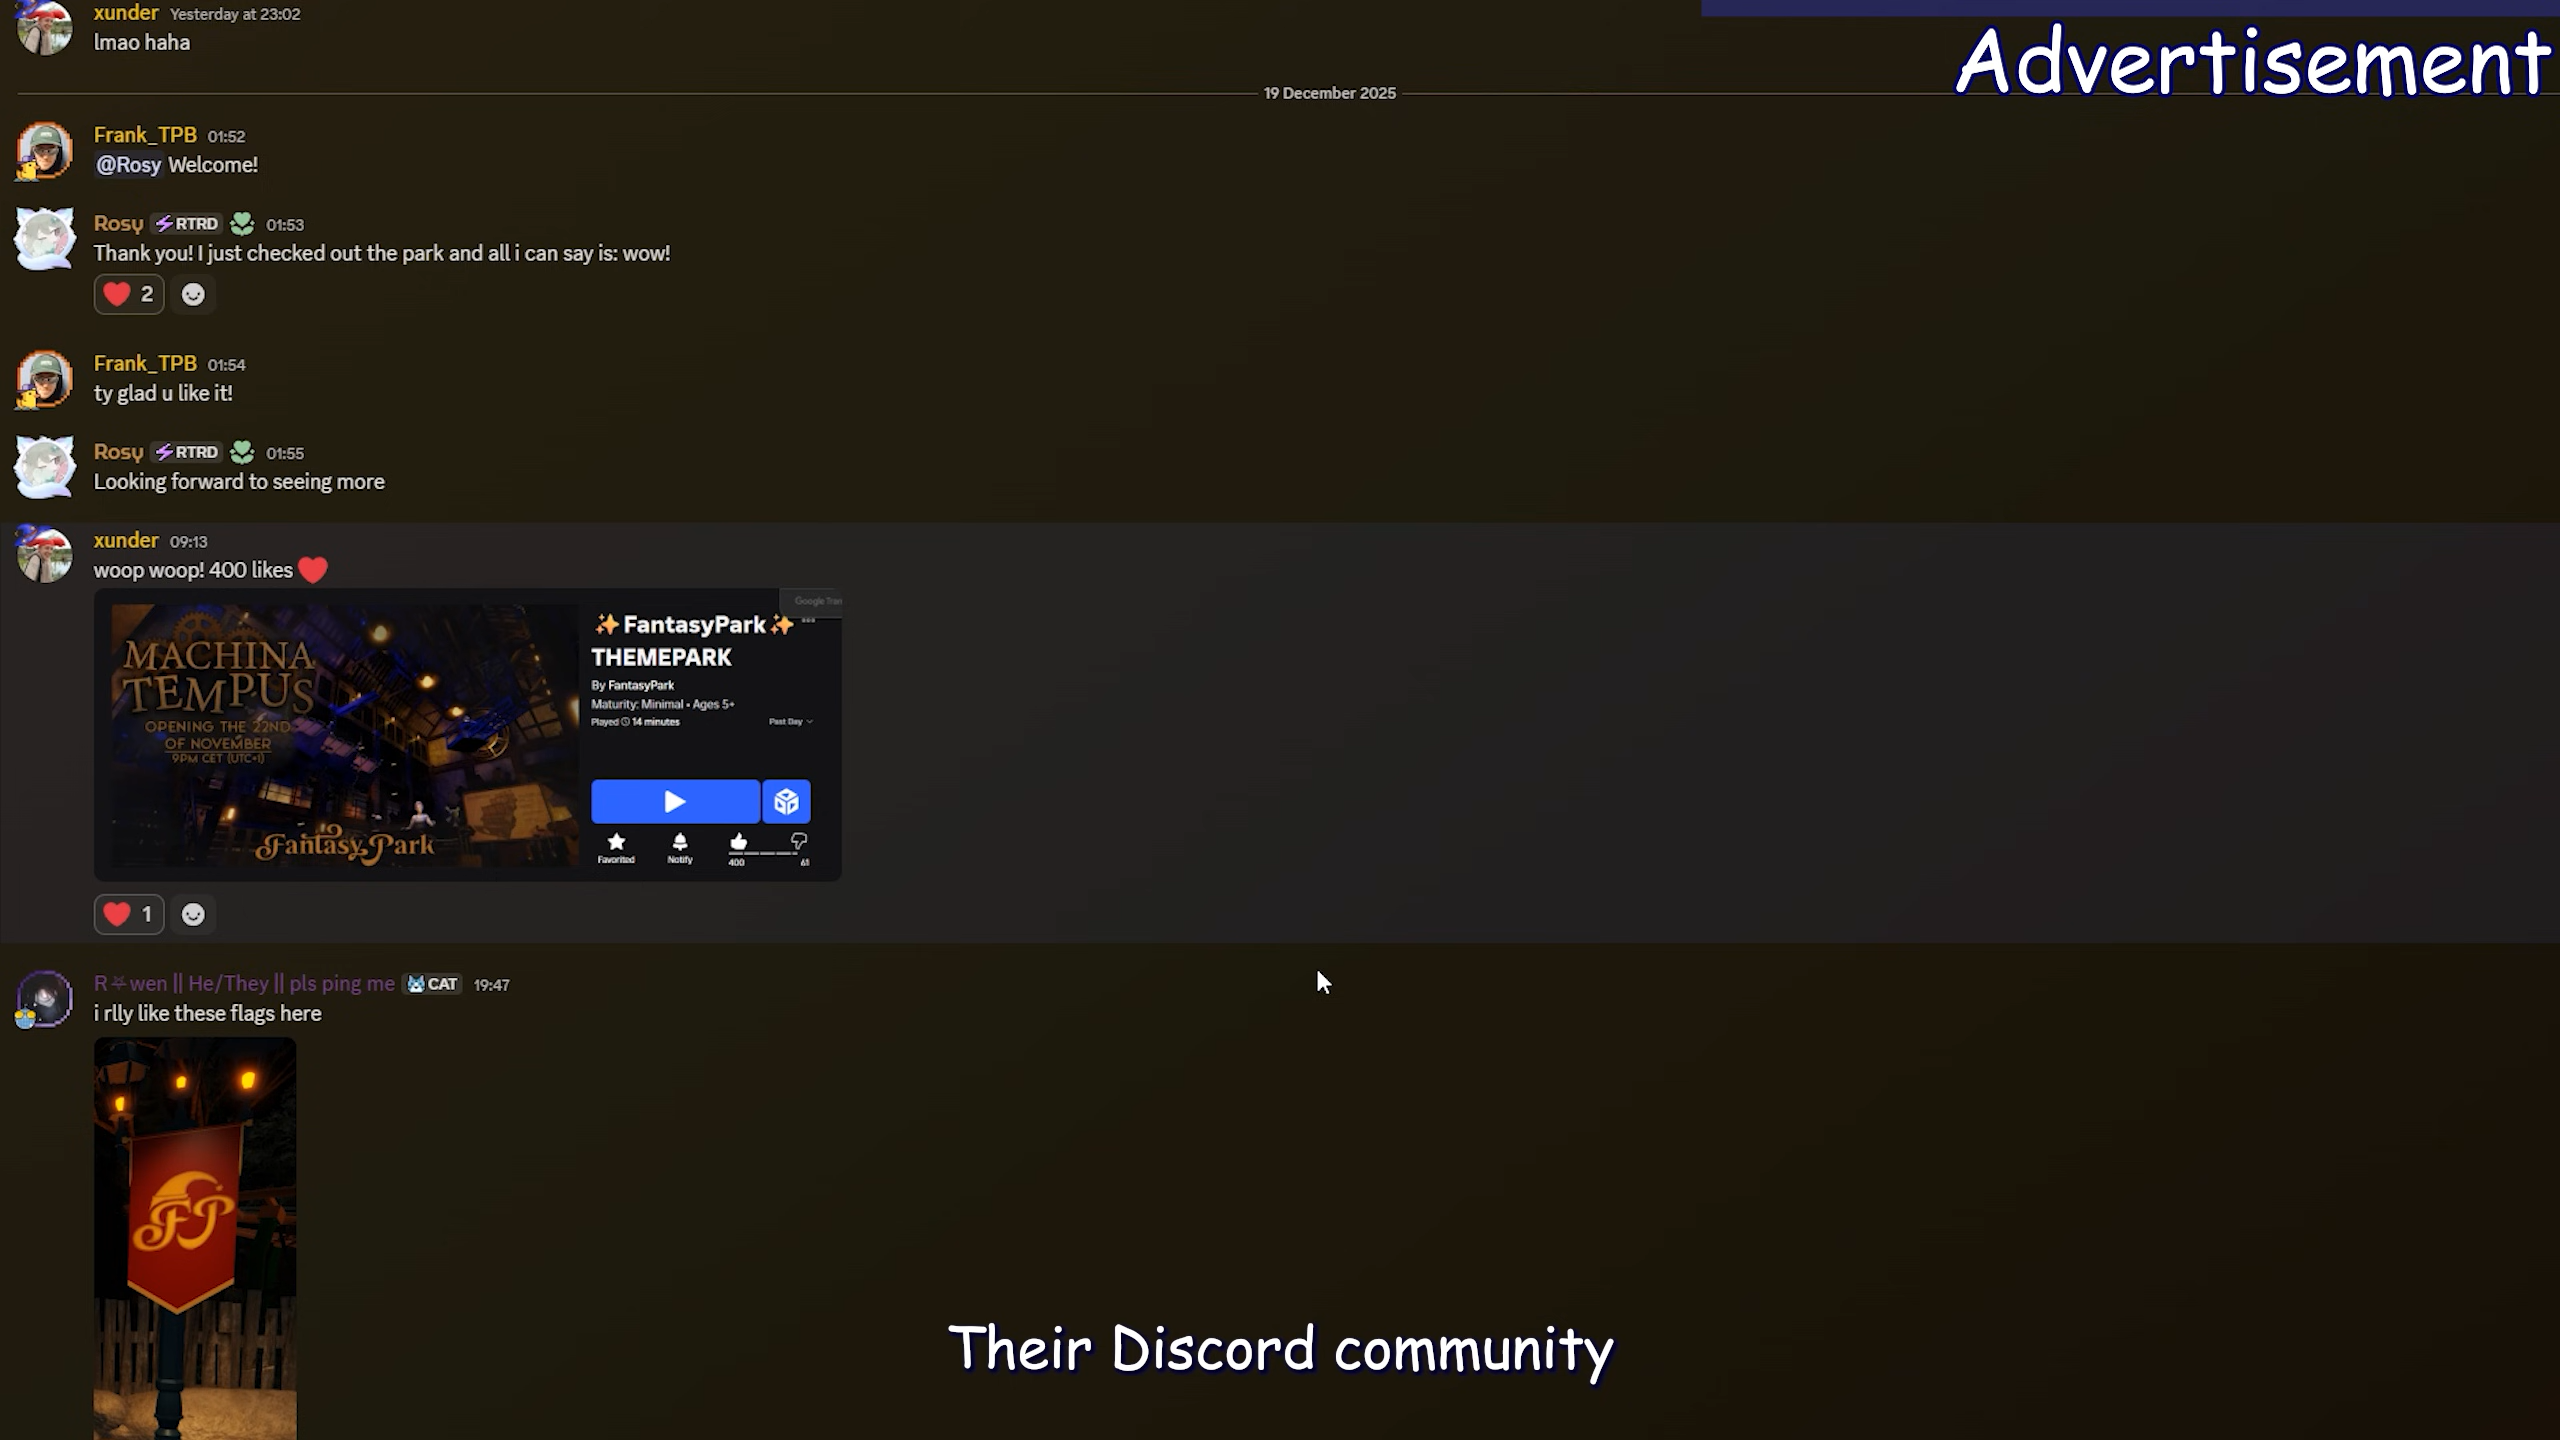 xunder Yesterday at 23:02
lmao haha
Advertisement
19 December 2025
Frank_TPB 01:52
@Rosy Welcome!
Rosy RTRD 01:53
Thank you! I just checked out the park and all i can say is: wow!
2
Frank_TPB 01:54
ty glad u like it!
Rosy RTRD 01:55
Looking forward to seeing more
xunder 09:13
woop woop! 400 likes
MACHINA
TEMPUS
OPENING THE 22ND
OF NOVEMBER
9PM CET (UTC+1)
Fantasy Park
Google
FantasyPark
THEMEPARK
By FantasyPark
Maturity: Minimal • Ages 5+
Played 14 minutes
Past Day
Favorited Notify 400 61
1
R⛧wen || He/They || pls ping me CAT 19:47
i rlly like these flags here
FP
Their Discord community